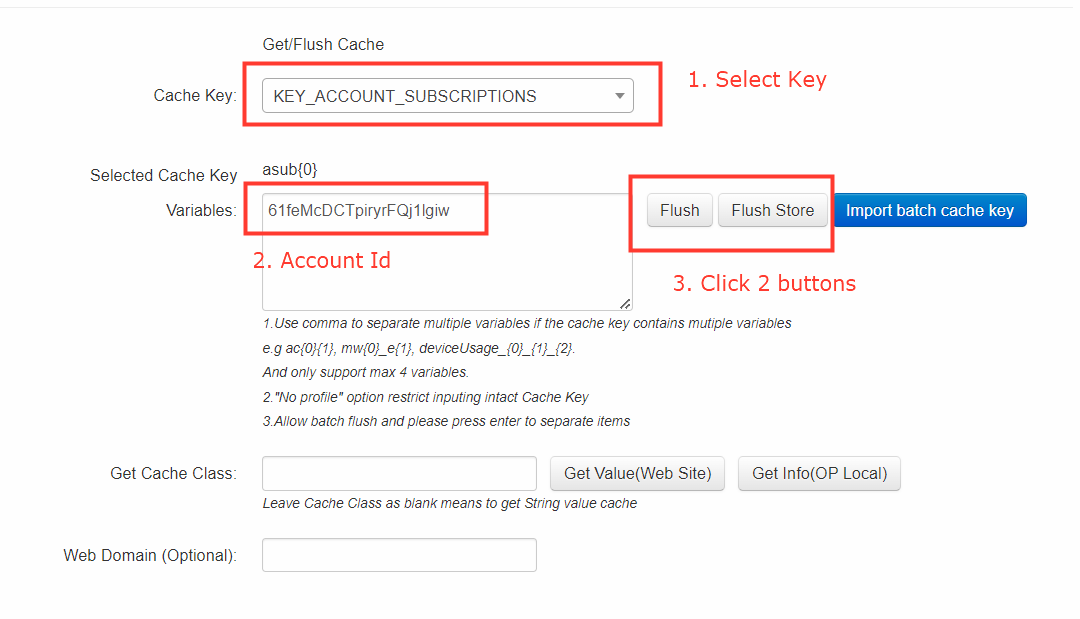 Get/Flush Cache
Cache Key: KEY_ACCOUNT_SUBSCRIPTIONS 1. Select Key
Selected Cache Key asub{0}
Variables: 61feMcDCTpiryrFQj1lgiw Flush Flush Store Import batch cache key
2. Account Id
3. Click 2 buttons
1.Use comma to separate multiple variables if the cache key contains mutiple variables
e.g ac{0}{1}, mw{0}_e{1}, deviceUsage_{0}_{1}_{2}.
And only support max 4 variables.
2."No profile" option restrict inputing intact Cache Key
3.Allow batch flush and please press enter to separate items
Get Cache Class: Get Value(Web Site) Get Info(OP Local)
Leave Cache Class as blank means to get String value cache
Web Domain (Optional):